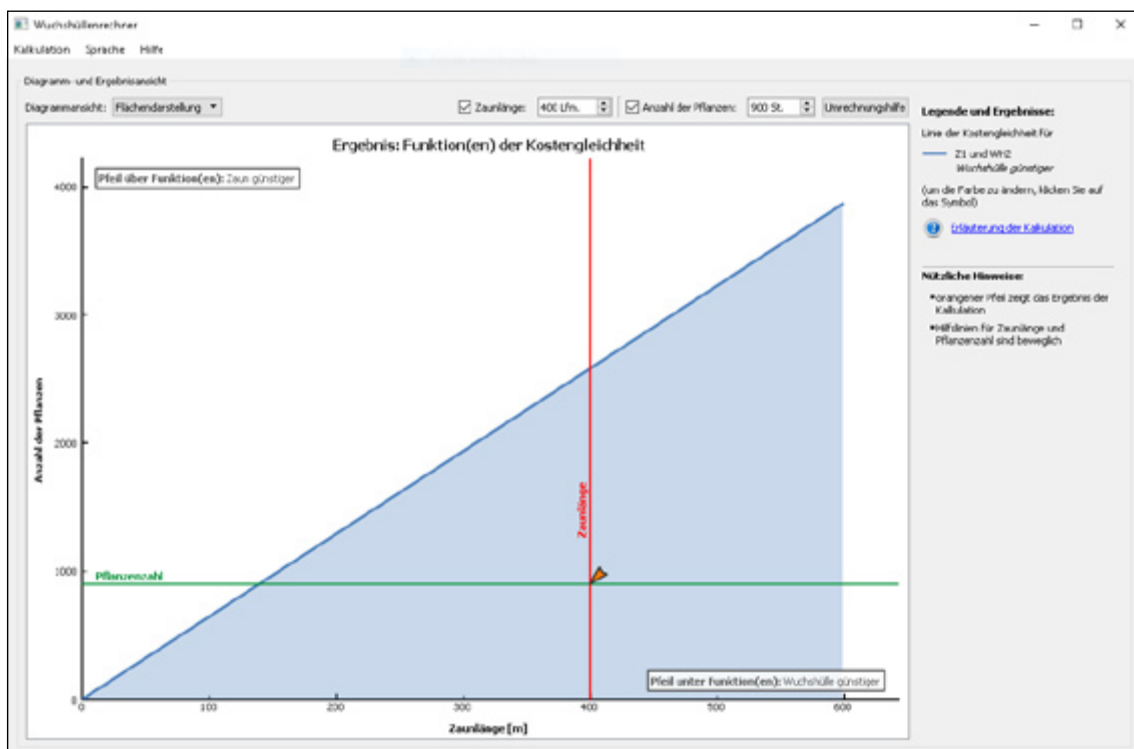 Wuchshüllenrechner
Kalkulation Sprache Hilfe
Diagramm- und Ergebnisansicht
Diagrammansicht: Flächendarstellung
Zaunlänge: 400 Lfm. Anzahl der Pflanzen: 900 St. Umrechnungshilfe
Ergebnis: Funktion(en) der Kostengleichheit
Pfeil über Funktion(en): Zaun günstiger
4000
3000
2000
1000
0
Anzahl der Pflanzen
Pflanzenzahl
Zaunlänge
Pfeil unter Funktion(en): Wuchshülle günstiger
0 100 200 300 400 500 600
Zaunlänge [m]
Legende und Ergebnisse:
Linie der Kostengleichheit für
Z1 und WH2
Wuchshülle günstiger
(um die Farbe zu ändern, klicken Sie auf
das Symbol)
Erläuterung der Kalkulation
Nützliche Hinweise:
•orangener Pfeil zeigt das Ergebnis der
Kalkulation
•Hilfslinien für Zaunlänge und
Pflanzenzahl sind beweglich